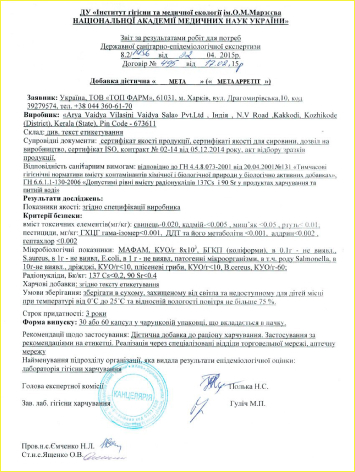 ДУ «Інститут гігієни та медичної екології ім.О.М.Марзєєва
НАЦІОНАЛЬНОЇ АКАДЕМІЇ МЕДИЧНИХ НАУК УКРАЇНИ»
Звіт за результатами робіт для потреб
Державної санітарно-епідеміологічної експертизи
8.2/ 02 04. 2015р.
Договір № 495 від 17.02.15р
Добавка дієтична « МЕТА » (« МЕТА АРРЕТІТ »)
Заявник: Україна, ТОВ «ТОП ФАРМ», 61031, м. Харків, вул. Драгомирівська,10, код
39279574, тел. +38 044 360-61-70
Виробник: «Arya Vaidya Vilasini Vaidya Sala» Pvt.Ltd , Індія , N.V Road ,Kakkodi, Kozhikode
(District), Kerala (State), Pin Code - 673611
Склад: див. текст етикетування
Супровідні документи: сертифікат якості продукції, сертифікат якості для сировини, дозвіл на
виробництво, сертифікат ISO, контракт № 02-14 від 05.12.2014 року, акт відбору зразків
продукції.
Відповідність санітарним вимогам: відповідно до ГН 4.4.8.073-2001 від 20.04.2001№131 «Тимчасові
гігієнічні нормативи вмісту контамінантів хімічної і біологічної природи у біологічно активних добавках»,
ГН 6.6.1.1-130-2006 «Допустимі рівні вмісту радіонуклідів 137Cs і 90 Sr у продуктах харчування та
питній воді»
Результати досліджень:
Показники якості: згідно специфікації виробника
Критерії безпеки:
вміст токсичних елементів(мг/кг): свинець-0.020, кадмій-<0.005 , миш'як <0.05 , ртуть< 0.01,
пестициди, мг/кг: ГХЦГ гама-ізомер<0.001, ДДТ та його метаболіти <0.001, алдрин<0.002 ,
гептахлор <0.002
Мікробіологічні показники: МАФАМ, КУО/г 8х10², БГКП (коліформи), в 0.1г - не виявл.,
S.aureus, в 1г - не виявл., E.coli, в 1 г - не виявл., патогенні мікроорганізми, в т.ч. роду Salmonella, в
10г-не виявл., дріжджі, КУО/г<10, плісеневі гриби, КУО/г<10, B.cereus, КУО/г-60;
Радіонукліди, Бк/кг: 137 Cs<0.2, 90 Sr<0.4
Харчові добавки: згідно тексту етикетування
Умови зберігання: зберігати в сухому, захищеному від світла та недоступному для дітей місці
при температурі від 0°С до 25°С та відносній вологості повітря не більше 75 %.
Строк придатності: 3 роки
Форма випуску: 30 або 60 капсул у чарунковій упаковці, що вкладається в пачку.
Рекомендації щодо застосування: Дієтична добавка до раціону харчування. Застосування за
рекомендаціями на етикетці. Реалізація через спеціалізовані відділи торговельної мережі, аптечну
мережу
Найменування підрозділу організації, яка видала результати епідеміологічної оцінки:
лабораторія гігієни харчування
Голова експертної комісії Полька Н.С.
КАНЦЕЛЯРІЯ
Зав. лаб. гігієни харчування Гуліч М.П.
Пров.н.с.Ємченко Н.Л.
Ст.н.с.Ященко О.В.